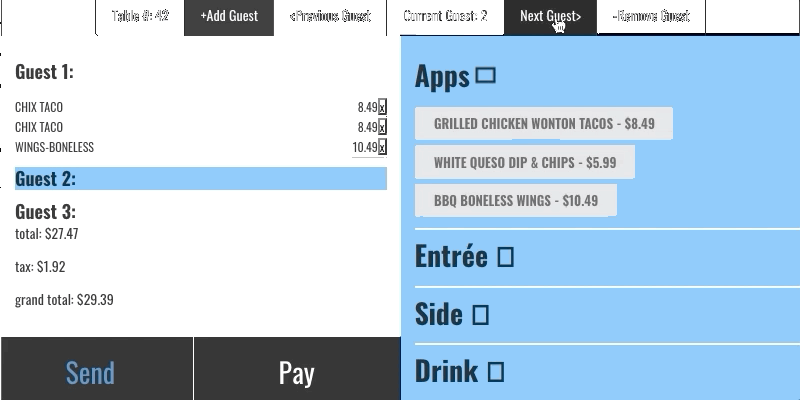 Table #: 42
+Add Guest
<Previous Guest
Current Guest: 2
Next Guest>
-Remove Guest
Guest 1:
CHIX TACO 8.49 x
CHIX TACO 8.49 x
WINGS-BONELESS 10.49 x
Guest 2:
Guest 3:
total: $27.47
tax: $1.92
grand total: $29.39
Send
Pay
Apps
GRILLED CHICKEN WONTON TACOS - $8.49
WHITE QUESO DIP & CHIPS - $5.99
BBQ BONELESS WINGS - $10.49
Entrée
Side
Drink